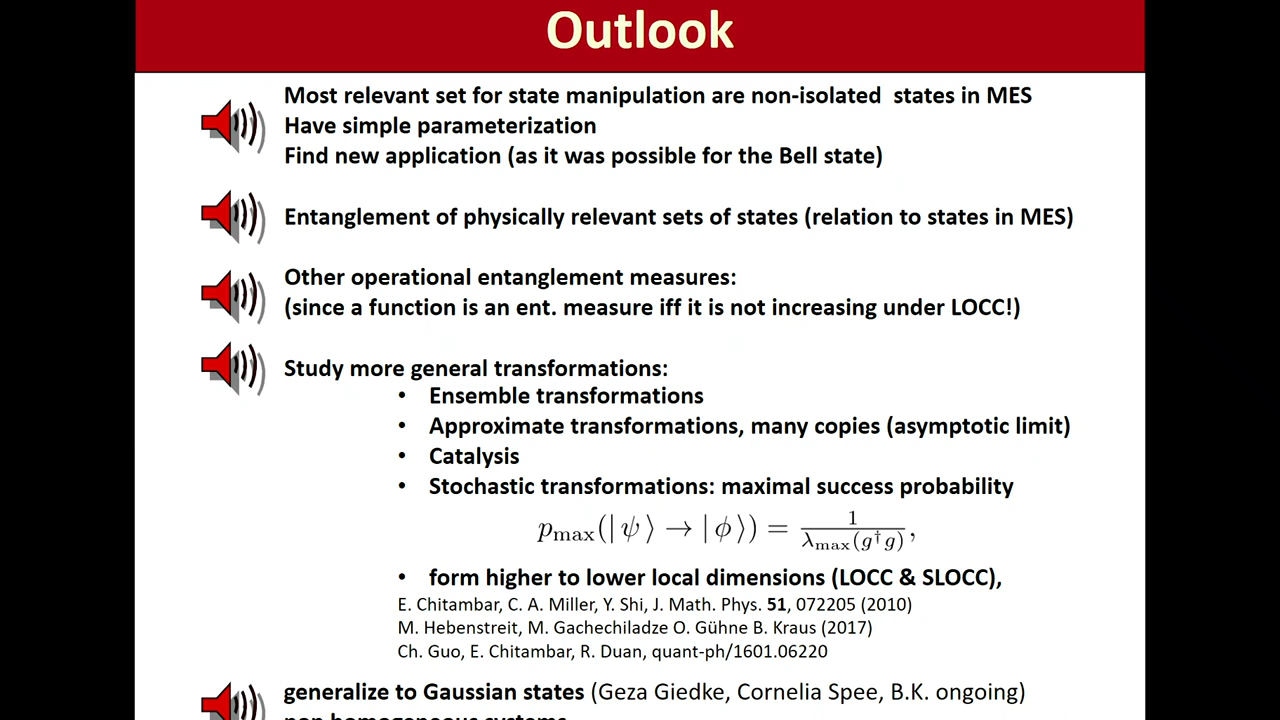 Outlook
Most relevant set for state manipulation are non-isolated states in MES
Have simple parameterization
Find new application (as it was possible for the Bell state)
Entanglement of physically relevant sets of states (relation to states in MES)
Other operational entanglement measures:
(since a function is an ent. measure iff it is not increasing under LOCC!)
Study more general transformations:
• Ensemble transformations
• Approximate transformations, many copies (asymptotic limit)
• Catalysis
• Stochastic transformations: maximal success probability
p_max(|ψ⟩ → |ϕ⟩) = 1/λ_max(g†g),
• form higher to lower local dimensions (LOCC & SLOCC),
E. Chitambar, C. A. Miller, Y. Shi, J. Math. Phys. 51, 072205 (2010)
M. Hebenstreit, M. Gachechiladze O. Gühne B. Kraus (2017)
Ch. Guo, E. Chitambar, R. Duan, quant-ph/1601.06220
generalize to Gaussian states (Geza Giedke, Cornelia Spee, B.K. ongoing)
non homogeneous systems